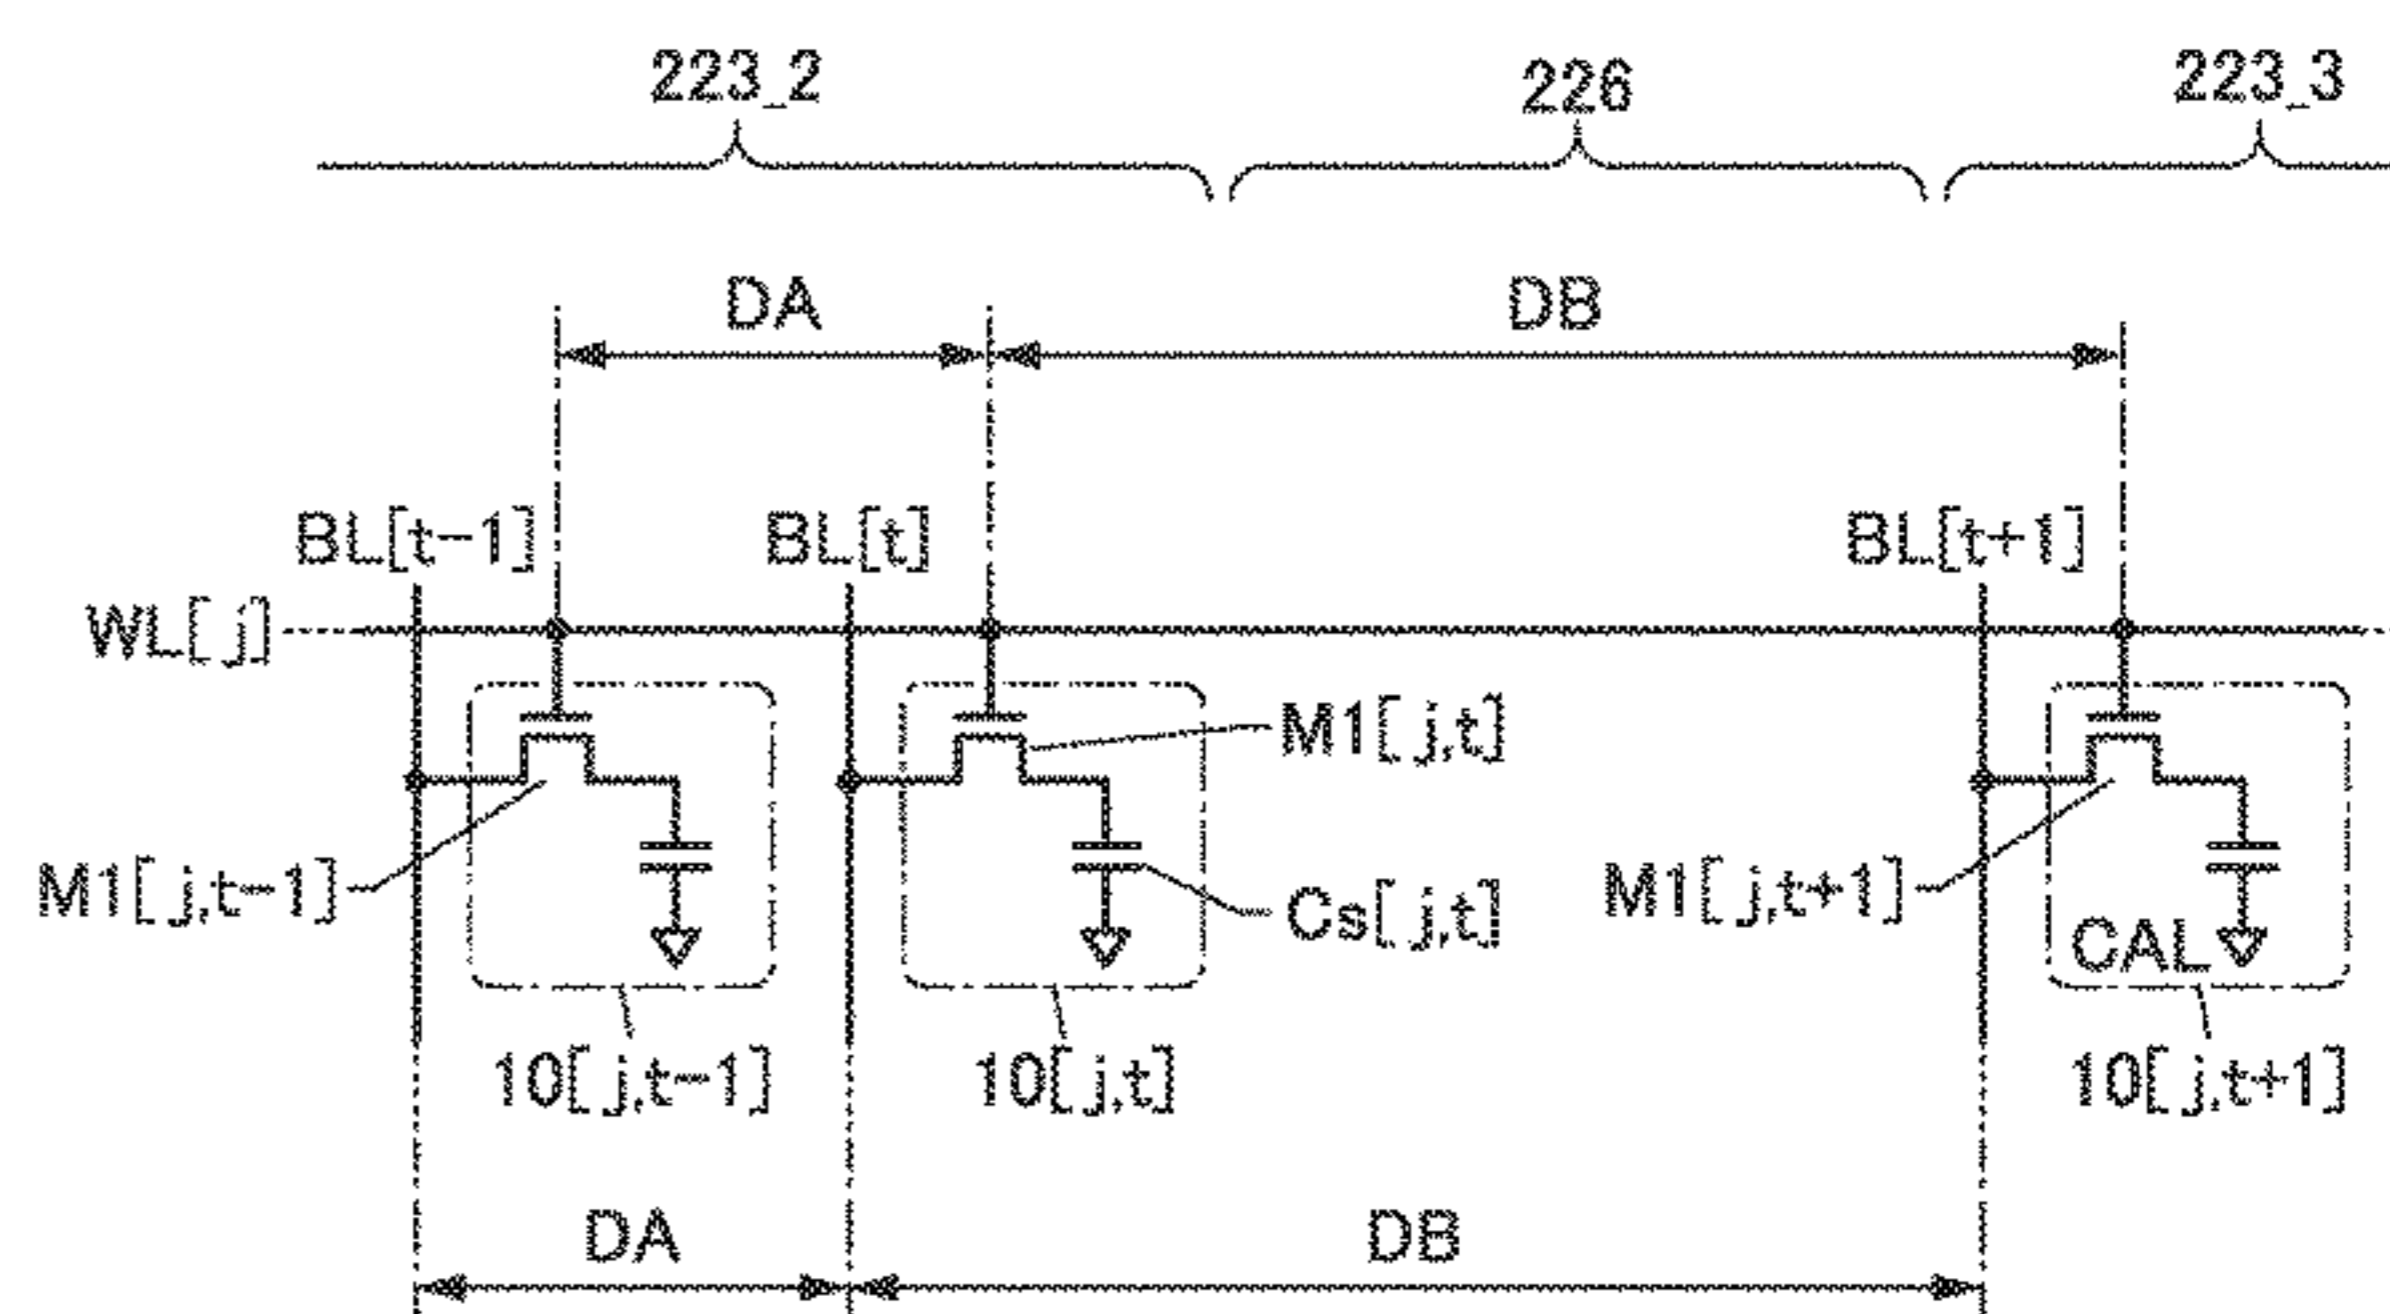 223_2 226 223_3
DA DB
BL[t-1] BL[t] BL[t+1]
WL[j]
M1[j,t]
M1[j,t-1] Cs[j,t] M1[j,t+1]
CAL
10[j,t-1] 10[j,t] 10[j,t+1]
DA DB